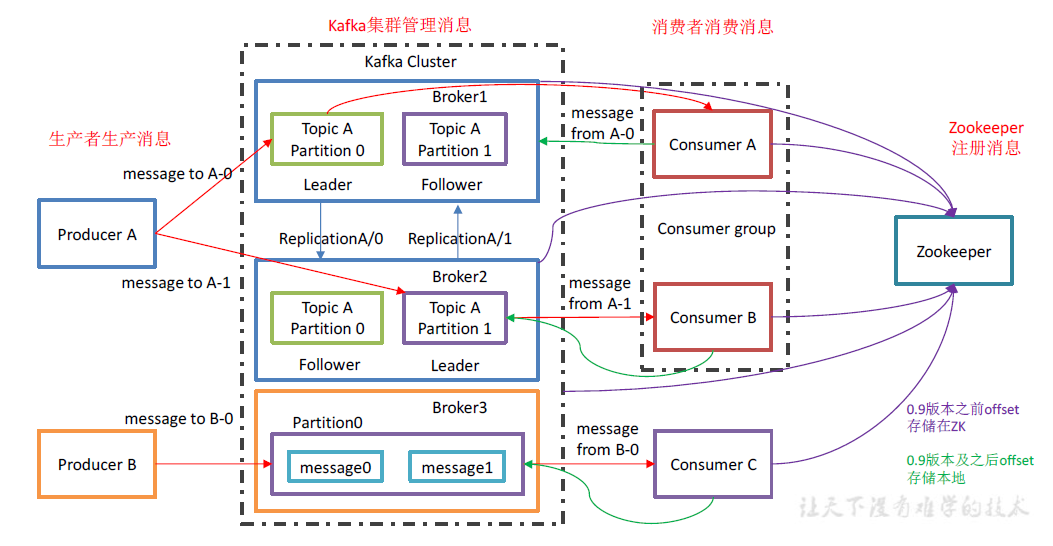 Kafka集群管理消息
消费者消费消息
生产者生产消息
Zookeeper
注册消息
Kafka Cluster
Broker1
Topic A
Partition 0
Topic A
Partition 1
Leader
Follower
message
from A-0
Consumer A
message to A-0
Producer A
message to A-1
ReplicationA/0
ReplicationA/1
Consumer group
Zookeeper
Broker2
Topic A
Partition 0
Topic A
Partition 1
Follower
Leader
message
from A-1
Consumer B
message to B-0
Producer B
Broker3
Partition0
message0
message1
message
from B-0
Consumer C
0.9版本之前offset
存储在ZK
0.9版本及之后offset
存储本地
让天下没有难学的技术